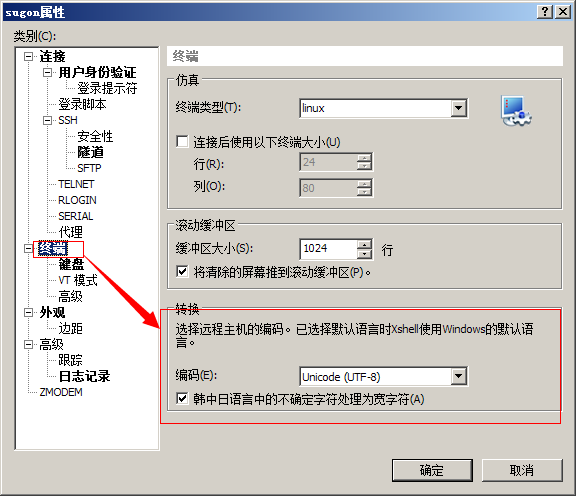 sugon属性
类别(C):
连接
用户身份验证
登录提示符
登录脚本
SSH
安全性
隧道
SFTP
TELNET
RLOGIN
SERIAL
代理
终端
键盘
VT 模式
高级
外观
边距
高级
跟踪
日志记录
ZMODEM
终端
仿真
终端类型(T):
linux
连接后使用以下终端大小(U)
行(R):
24
列(O):
80
滚动缓冲区
缓冲区大小(S):
1024
行
将清除的屏幕推到滚动缓冲区(P)。
转换
选择远程主机的编码。已选择默认语言时Xshell使用Windows的默认语
言。
编码(E):
Unicode (UTF-8)
韩中日语言中的不确定字符处理为宽字符(A)
确定
取消